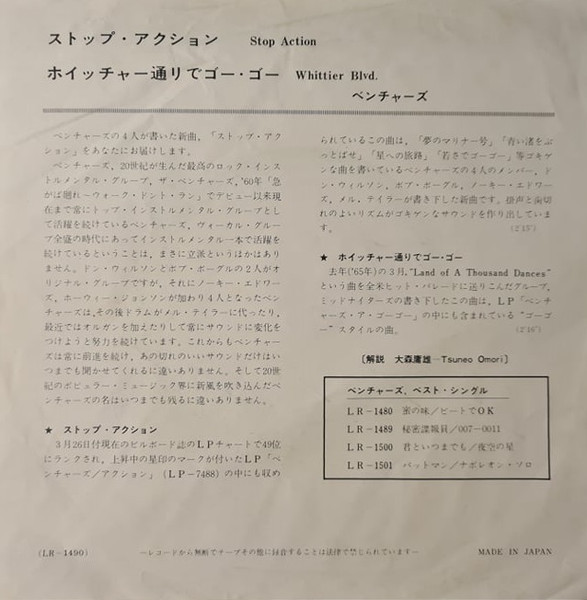 ストップ・アクション Stop Action
ホイッチャー通りでゴー・ゴー Whittier Blvd.
ベンチャーズ
ベンチャーズの4人が書いた新曲,「ストップ・アク
ション」をあなたにお届けします。
ベンチャーズ, 20世紀が生んだ最高のロック・インス
トルメンタル・グループ, ザ・ベンチャーズ, '60年「急
がば廻れーウォーク・ドント・ラン」でデビュー以来現
在まで常にトップ・インストルメンタル・グループとし
て活躍を続けているベンチャーズ, ヴォーカル・グルー
プ全盛の時代にあってインストルメンタル一本で活躍を
続けているということは, まさに立派というほかはあり
ません。ドン・ウィルソンとボブ・ボーグルの2人がオ
リジナル・グループですが, それにノーキー・エドワー
ズ, ホーウィー・ジョンソンが加わり4人となったベン
チャーズは,その後ドラムがメル・テイラーに代ったり,
最近ではオルガンを加えたりして常にサウンドに変化を
つけようと努力を続けています。これからもベンチャー
ズは常に前進を続け, あの切れのいいサウンドだけはい
つまでも聞かせてくれるに違いありません。そして20世
紀のポピュラー・ミュージック界に新風を吹き込んだベ
ンチャーズの名はいつまでも残るに違いありません。
★ ストップ・アクション
3月26日付現在のビルボード誌のLPチャートで49位
にランクされ, 上昇中の星印のマークが付いたLP「ベ
ンチャーズ/アクション」(LP-7488) の中にも収め
られているこの曲は,「夢のマリナー号」「青い渚をぶ
っとばせ」「星への旅路」「若さでゴーゴー」等ゴキゲ
ンな曲を書いているベンチャーズの4人のメンバー, ド
ン・ウィルソン, ボブ・ボーグル, ノーキー・エドワー
ズ, メル・テイラーが書き下した新曲です。掛声と歯切
れのよいリズムがゴキゲンなサウンドを作り出していま
す。 (2'15")
★ ホイッチャー通りでゴー・ゴー
去年('65年)の3月,"Land of A Thousand Dances"
という曲を全米ヒット・パレードに送りこんだグループ,
ミッドナイターズの書き下したこの曲は, LP「ベンチ
ャーズ・ア・ゴーゴー」の中にも含まれている"ゴーゴ
ー"スタイルの曲。 (2'16")
〔解説 大森庸雄―Tsuneo Omori〕
ベンチャーズ, ベスト・シングル
LR-1480 蜜の味/ビートでOK
LR-1489 秘密諜報員/007-0011
LR-1500 君といつまでも/夜空の星
LR-1501 バットマン/ナポレオン・ソロ
(LR-1490)
―レコードから無断でテープその他に録音することは法律で禁じられています―
MADE IN JAPAN